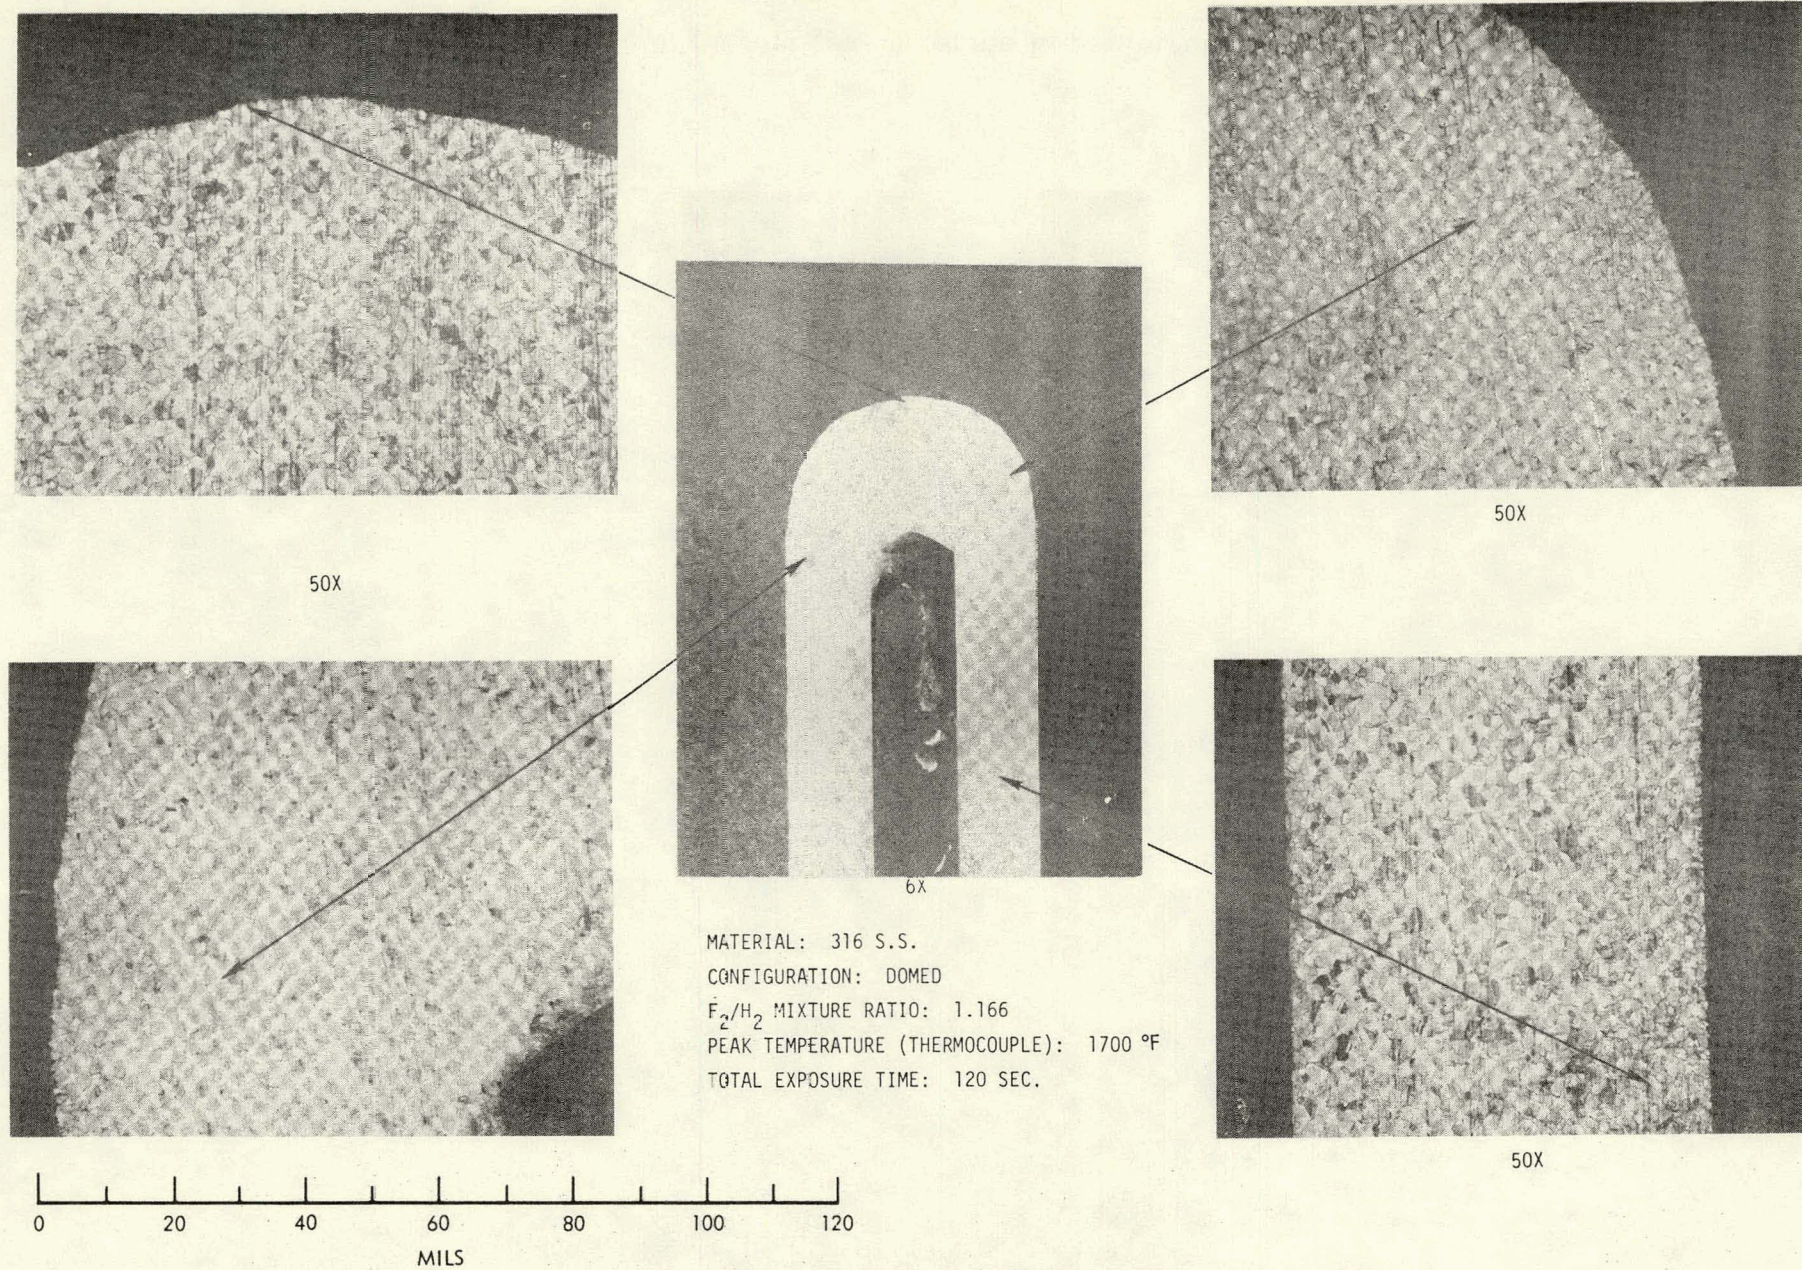 50X
50X
6X
MATERIAL: 316 S.S.
CONFIGURATION: DOMED
F2/H2 MIXTURE RATIO: 1.166
PEAK TEMPERATURE (THERMOCOUPLE): 1700 °F
TOTAL EXPOSURE TIME: 120 SEC.
50X
0 20 40 60 80 100 120
MILS